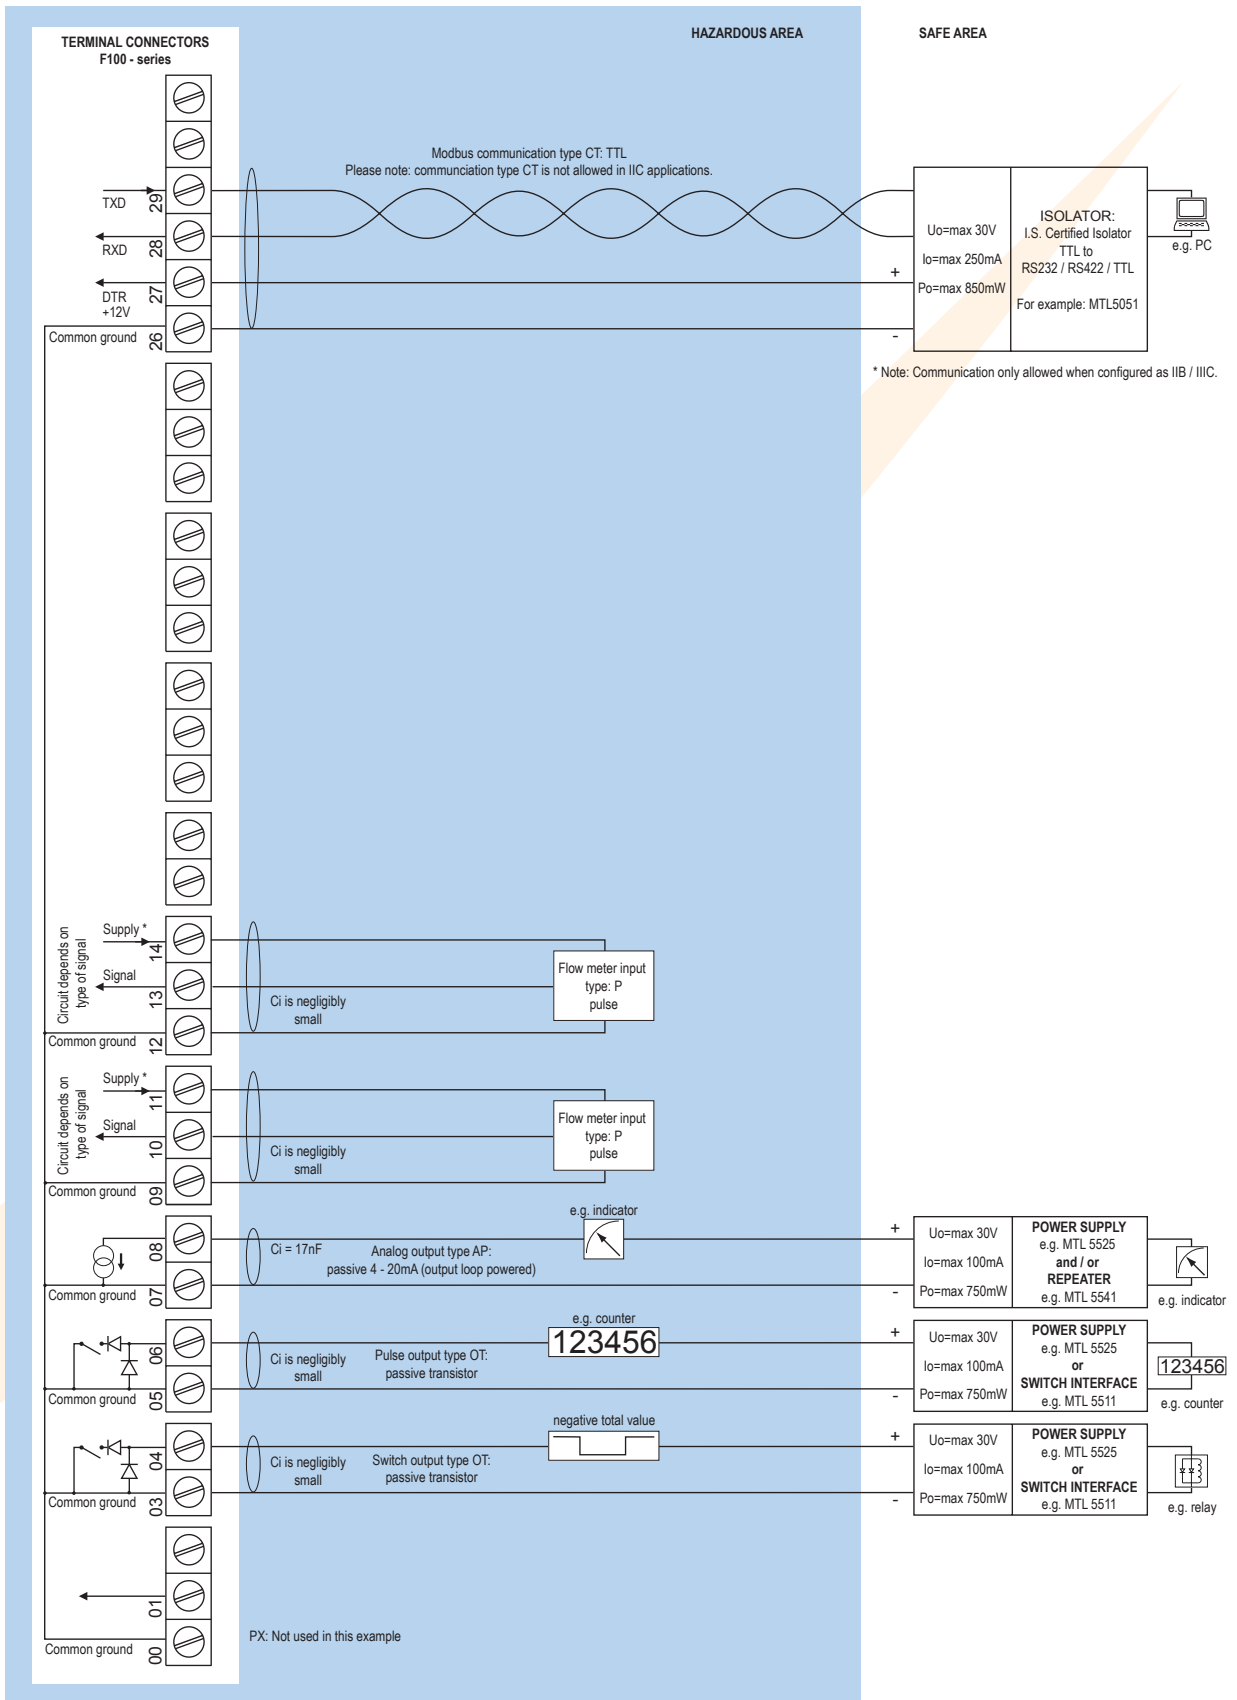 HAZARDOUS AREA
SAFE AREA
TERMINAL CONNECTORS
F100 - series
Modbus communication type CT: TTL
Please note: communciation type CT is not allowed in IIC applications.
TXD
29
RXD
28
DTR
+12V
27
Common ground
26
+
-
Uo=max 30V
Io=max 250mA
Po=max 850mW
ISOLATOR:
I.S. Certified Isolator
TTL to
RS232 / RS422 / TTL
For example: MTL5051
e.g. PC
* Note: Communication only allowed when configured as IIB / IIIC.
Circuit depends on
type of signal
Supply *
14
Signal
13
Common ground
12
Ci is negligibly
small
Flow meter input
type: P
pulse
Circuit depends on
type of signal
Supply *
11
Signal
10
Common ground
09
Ci is negligibly
small
Flow meter input
type: P
pulse
08
Common ground
07
Ci = 17nF
Analog output type AP:
passive 4 - 20mA (output loop powered)
e.g. indicator
+
-
Uo=max 30V
Io=max 100mA
Po=max 750mW
POWER SUPPLY
e.g. MTL 5525
and / or
REPEATER
e.g. MTL 5541
e.g. indicator
06
Common ground
05
Ci is negligibly
small
Pulse output type OT:
passive transistor
e.g. counter
123456
+
-
Uo=max 30V
Io=max 100mA
Po=max 750mW
POWER SUPPLY
e.g. MTL 5525
or
SWITCH INTERFACE
e.g. MTL 5511
123456
e.g. counter
04
Common ground
03
Ci is negligibly
small
Switch output type OT:
passive transistor
negative total value
+
-
Uo=max 30V
Io=max 100mA
Po=max 750mW
POWER SUPPLY
e.g. MTL 5525
or
SWITCH INTERFACE
e.g. MTL 5511
e.g. relay
01
Common ground
00
PX: Not used in this example